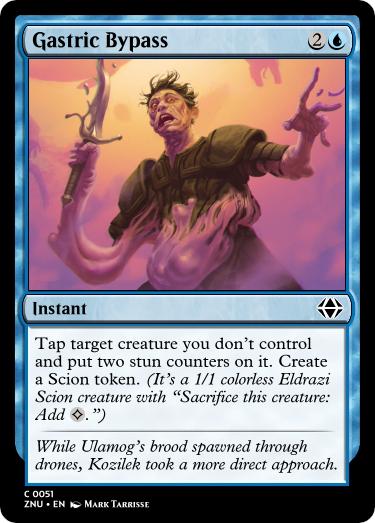 Gastric Bypass 2
Instant
Tap target creature you don't control
and put two stun counters on it. Create
a Scion token. (It's a 1/1 colorless Eldrazi
Scion creature with “Sacrifice this creature:
Add .”)
While Ulamog's brood spawned through
drones, Kozilek took a more direct approach.
C 0051
ZNU • EN Mark Tarrisse